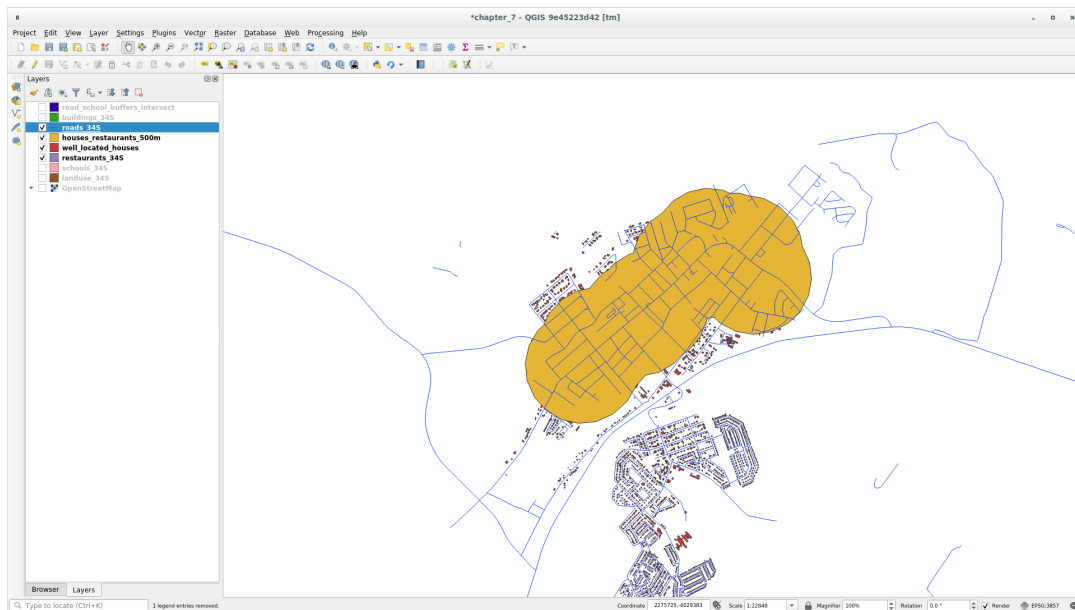 *chapter_7 - QGIS 9e45223d42 [tm]
Project Edit View Layer Settings Plugins Vector Raster Database Web Processing Help
Layers
road_school_buffers_intersect
buildings_34S
roads_34S
houses_restaurants_500m
well_located_houses
restaurants_34S
schools_34S
landuse_34S
OpenStreetMap
Browser Layers
Type to locate (Ctrl+K) 1 legend entries removed. Coordinate 2275725,-4029383 Scale 1:22848 Magnifier 100% Rotation 0.0 ° Render EPSG:3857